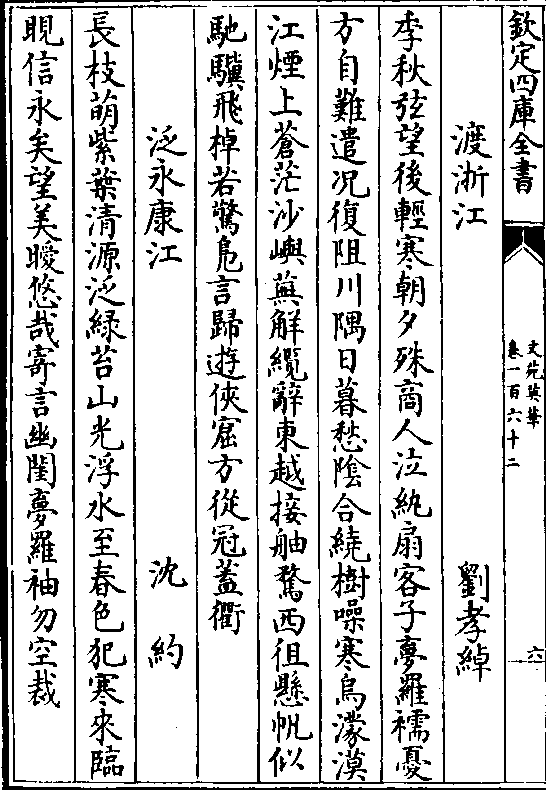 欽定四庫全書
文苑英華
卷一百六十二
六
渡浙江
劉孝綽
季秋弦望後輕寒朝夕殊商人泣紈扇客子夢羅襦憂
方自難遣况復阻川隅日暮愁陰合繞樹噪寒烏濛漠
江煙上蒼茫沙嶼蕪解纜辭東越接舳鶩西徂懸帆似
馳驥飛棹若驚鳬言歸遊俠窟方從冠蓋衢
泛永康江
沈約
長枝萌紫葉清源泛緑苔山光浮水至春色犯寒來臨
睍信永矣望美曖悠哉寄言幽閨夢羅袖勿空裁